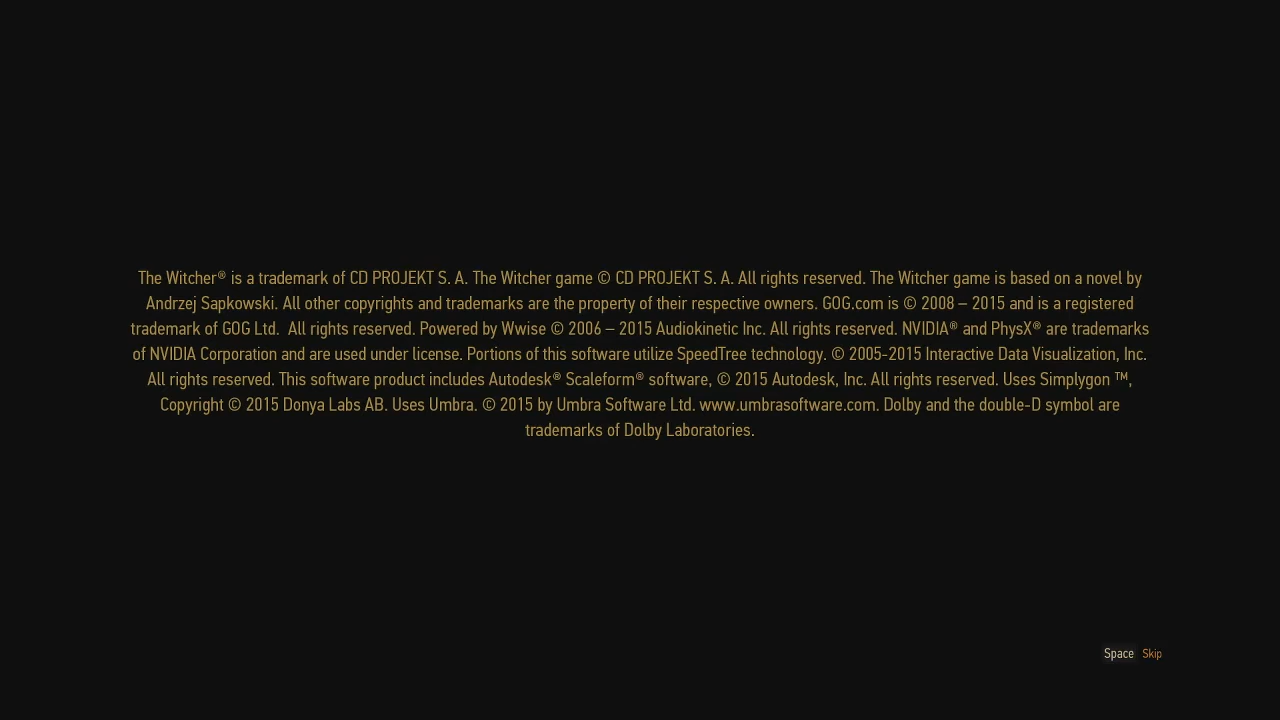 The Witcher® is a trademark of CD PROJEKT S. A. The Witcher game © CD PROJEKT S. A. All rights reserved. The Witcher game is based on a novel by
Andrzej Sapkowski. All other copyrights and trademarks are the property of their respective owners. GOG.com is © 2008 – 2015 and is a registered
trademark of GOG Ltd.  All rights reserved. Powered by Wwise © 2006 – 2015 Audiokinetic Inc. All rights reserved. NVIDIA® and PhysX® are trademarks
of NVIDIA Corporation and are used under license. Portions of this software utilize SpeedTree technology. © 2005-2015 Interactive Data Visualization, Inc.
All rights reserved. This software product includes Autodesk® Scaleform® software, © 2015 Autodesk, Inc. All rights reserved. Uses Simplygon ™,
Copyright © 2015 Donya Labs AB. Uses Umbra. © 2015 by Umbra Software Ltd. www.umbrasoftware.com. Dolby and the double-D symbol are
trademarks of Dolby Laboratories.
Space Skip